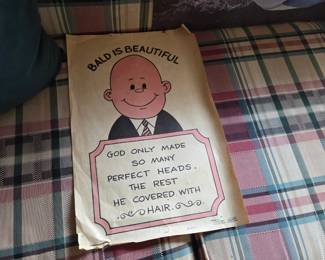 BALD IS BEAUTIFUL
GOD ONLY MADE
SO MANY
PERFECT HEADS.
THE REST
HE COVERED WITH
HAIR.